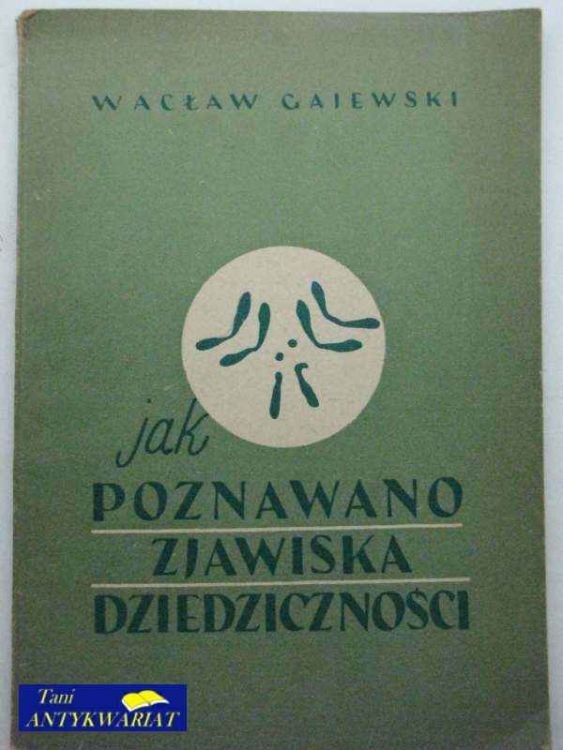 WACŁAW GAJEWSKI
jak
POZNAWANO
ZJAWISKA
DZIEDZICZNOŚCI
Tani
ANTYKWARIAT